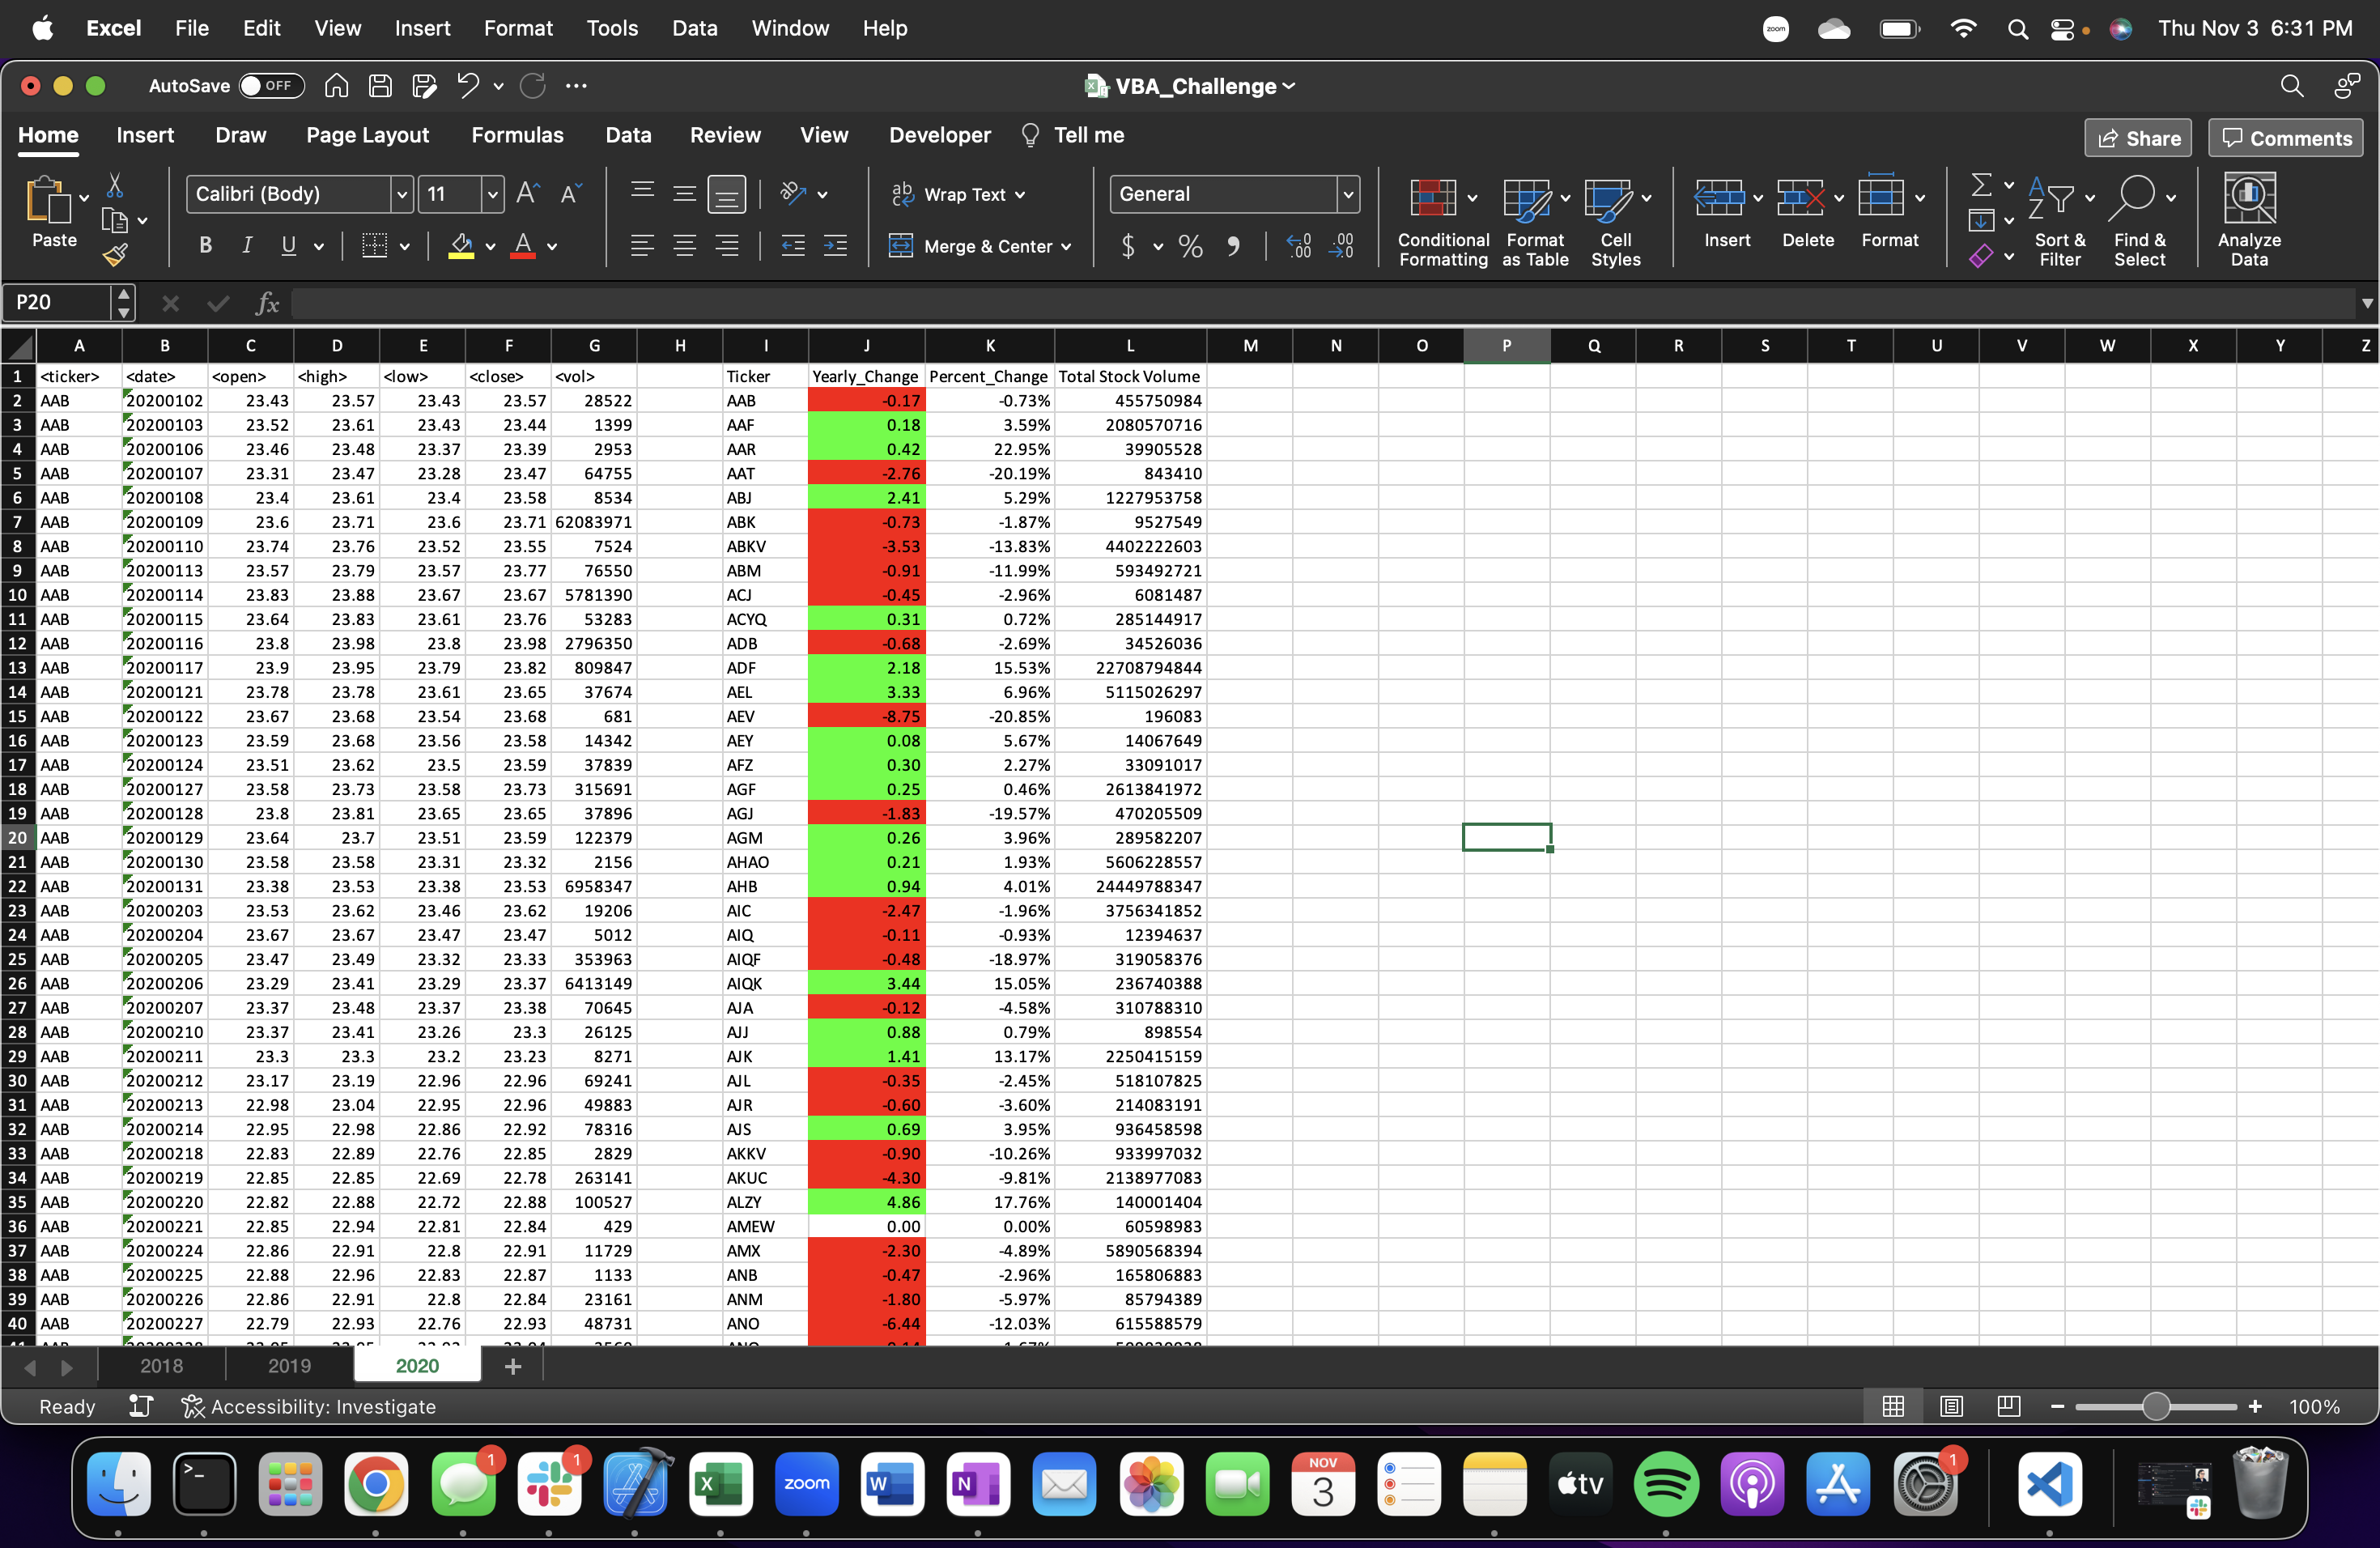 Excel File Edit View Insert Format Tools Data Window Help zoom Thu Nov 3 6:31 PM
AutoSave OFF VBA_Challenge
Home Insert Draw Page Layout Formulas Data Review View Developer Tell me Share Comments
Paste Calibri (Body) 11 Wrap Text General
Merge & Center
Conditional Formatting Format as Table Cell Styles Insert Delete Format Sort & Filter Find & Select Analyze Data
P20 fx
A B C D E F G H I J K L M N O P Q R S T U V W X Y Z
1 <ticker> <date> <open> <high> <low> <close> <vol> Ticker Yearly_Change Percent_Change Total Stock Volume
2 AAB 20200102 23.43 23.57 23.43 23.57 28522 AAB -0.17 -0.73% 455750984
3 AAB 20200103 23.52 23.61 23.43 23.44 1399 AAF 0.18 3.59% 2080570716
4 AAB 20200106 23.46 23.48 23.37 23.39 2953 AAR 0.42 22.95% 39905528
5 AAB 20200107 23.31 23.47 23.28 23.47 64755 AAT -2.76 -20.19% 843410
6 AAB 20200108 23.4 23.61 23.4 23.58 8534 ABJ 2.41 5.29% 1227953758
7 AAB 20200109 23.6 23.71 23.6 23.71 62083971 ABK -0.73 -1.87% 9527549
8 AAB 20200110 23.74 23.76 23.52 23.55 7524 ABKV -3.53 -13.83% 4402222603
9 AAB 20200113 23.57 23.79 23.57 23.77 76550 ABM -0.91 -11.99% 593492721
10 AAB 20200114 23.83 23.88 23.67 23.67 5781390 ACJ -0.45 -2.96% 6081487
11 AAB 20200115 23.64 23.83 23.61 23.76 53283 ACYQ 0.31 0.72% 285144917
12 AAB 20200116 23.8 23.98 23.8 23.98 2796350 ADB -0.68 -2.69% 34526036
13 AAB 20200117 23.9 23.95 23.79 23.82 809847 ADF 2.18 15.53% 22708794844
14 AAB 20200121 23.78 23.78 23.61 23.65 37674 AEL 3.33 6.96% 5115026297
15 AAB 20200122 23.67 23.68 23.54 23.68 681 AEV -8.75 -20.85% 196083
16 AAB 20200123 23.59 23.68 23.56 23.58 14342 AEY 0.08 5.67% 14067649
17 AAB 20200124 23.51 23.62 23.5 23.59 37839 AFZ 0.30 2.27% 33091017
18 AAB 20200127 23.58 23.73 23.58 23.73 315691 AGF 0.25 0.46% 2613841972
19 AAB 20200128 23.8 23.81 23.65 23.65 37896 AGJ -1.83 -19.57% 470205509
20 AAB 20200129 23.64 23.7 23.51 23.59 122379 AGM 0.26 3.96% 289582207
21 AAB 20200130 23.58 23.58 23.31 23.32 2156 AHAO 0.21 1.93% 5606228557
22 AAB 20200131 23.38 23.53 23.38 23.53 6958347 AHB 0.94 4.01% 24449788347
23 AAB 20200203 23.53 23.62 23.46 23.62 19206 AIC -2.47 -1.96% 3756341852
24 AAB 20200204 23.67 23.67 23.47 23.47 5012 AIQ -0.11 -0.93% 12394637
25 AAB 20200205 23.47 23.49 23.32 23.33 353963 AIQF -0.48 -18.97% 319058376
26 AAB 20200206 23.29 23.41 23.29 23.37 6413149 AIQK 3.44 15.05% 236740388
27 AAB 20200207 23.37 23.48 23.37 23.38 70645 AJA -0.12 -4.58% 310788310
28 AAB 20200210 23.37 23.41 23.26 23.3 26125 AJJ 0.88 0.79% 898554
29 AAB 20200211 23.3 23.3 23.2 23.23 8271 AJK 1.41 13.17% 2250415159
30 AAB 20200212 23.17 23.19 22.96 22.96 69241 AJL -0.35 -2.45% 518107825
31 AAB 20200213 22.98 23.04 22.95 22.96 49883 AJR -0.60 -3.60% 214083191
32 AAB 20200214 22.95 22.98 22.86 22.92 78316 AJS 0.69 3.95% 936458598
33 AAB 20200218 22.83 22.89 22.76 22.85 2829 AKKV -0.90 -10.26% 933997032
34 AAB 20200219 22.85 22.85 22.69 22.78 263141 AKUC -4.30 -9.81% 2138977083
35 AAB 20200220 22.82 22.88 22.72 22.88 100527 ALZY 4.86 17.76% 140001404
36 AAB 20200221 22.85 22.94 22.81 22.84 429 AMEW 0.00 0.00% 60598983
37 AAB 20200224 22.86 22.91 22.8 22.91 11729 AMX -2.30 -4.89% 5890568394
38 AAB 20200225 22.88 22.96 22.83 22.87 1133 ANB -0.47 -2.96% 165806883
39 AAB 20200226 22.86 22.91 22.8 22.84 23161 ANM -1.80 -5.97% 85794389
40 AAB 20200227 22.79 22.93 22.76 22.93 48731 ANO -6.44 -12.03% 615588579
2018 2019 2020 +
Ready Accessibility: Investigate 100%
1 1 zoom NOV 3 tv 1